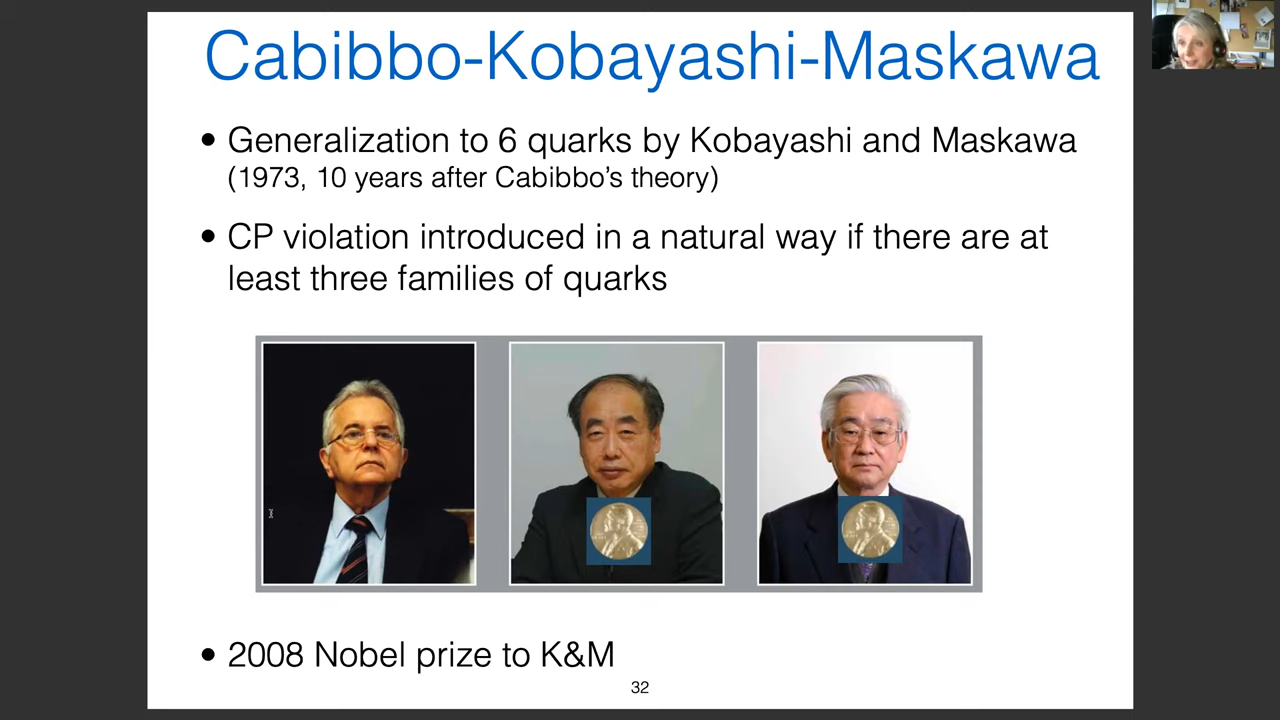 Cabibbo-Kobayashi-Maskawa
• Generalization to 6 quarks by Kobayashi and Maskawa
(1973, 10 years after Cabibbo’s theory)
• CP violation introduced in a natural way if there are at
least three families of quarks
• 2008 Nobel prize to K&M
32